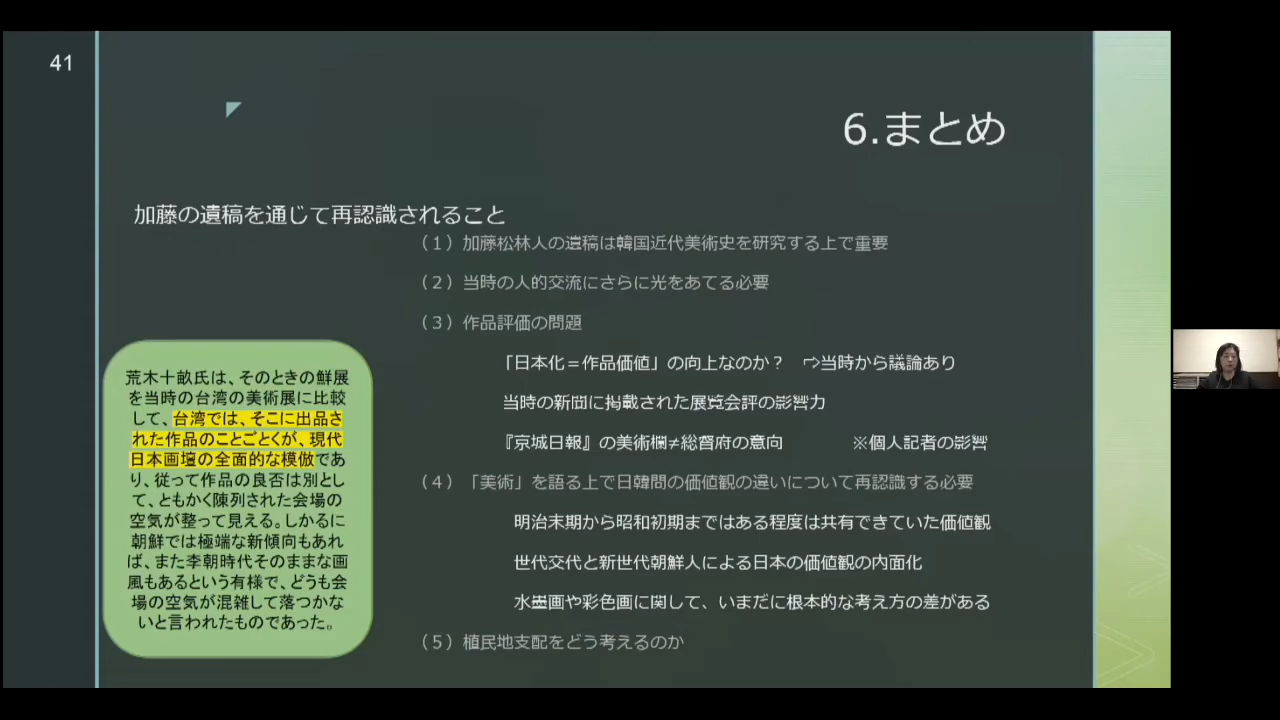 41
6.まとめ
加藤の遺稿を通じて再認識されること
（1）加藤松林人の遺稿は韓国近代美術史を研究する上で重要
（2）当時の人的交流にさらに光をあてる必要
（3）作品評価の問題
「日本化＝作品価値」の向上なのか？　⇨当時から議論あり
当時の新聞に掲載された展覧会評の影響力
『京城日報』の美術欄≠総督府の意向　※個人記者の影響
（4）「美術」を語る上で日韓間の価値観の違いについて再認識する必要
明治末期から昭和初期まではある程度は共有できていた価値観
世代交代と新世代朝鮮人による日本の価値観の内面化
水墨画や彩色画に関して、いまだに根本的な考え方の差がある
（5）植民地支配をどう考えるのか
荒木十畝氏は、そのときの鮮展
を当時の台湾の美術展に比較
して、台湾では、そこに出品さ
れた作品のことごとくが、現代
日本画壇の全面的な模倣であ
り、従って作品の良否は別とし
て、ともかく陳列された会場の
空気が整って見える。しかるに
朝鮮では極端な新傾向もあれ
ば、また李朝時代そのままな画
風もあるという有様で、どうも会
場の空気が混雑して落つかな
いと言われたものであった。